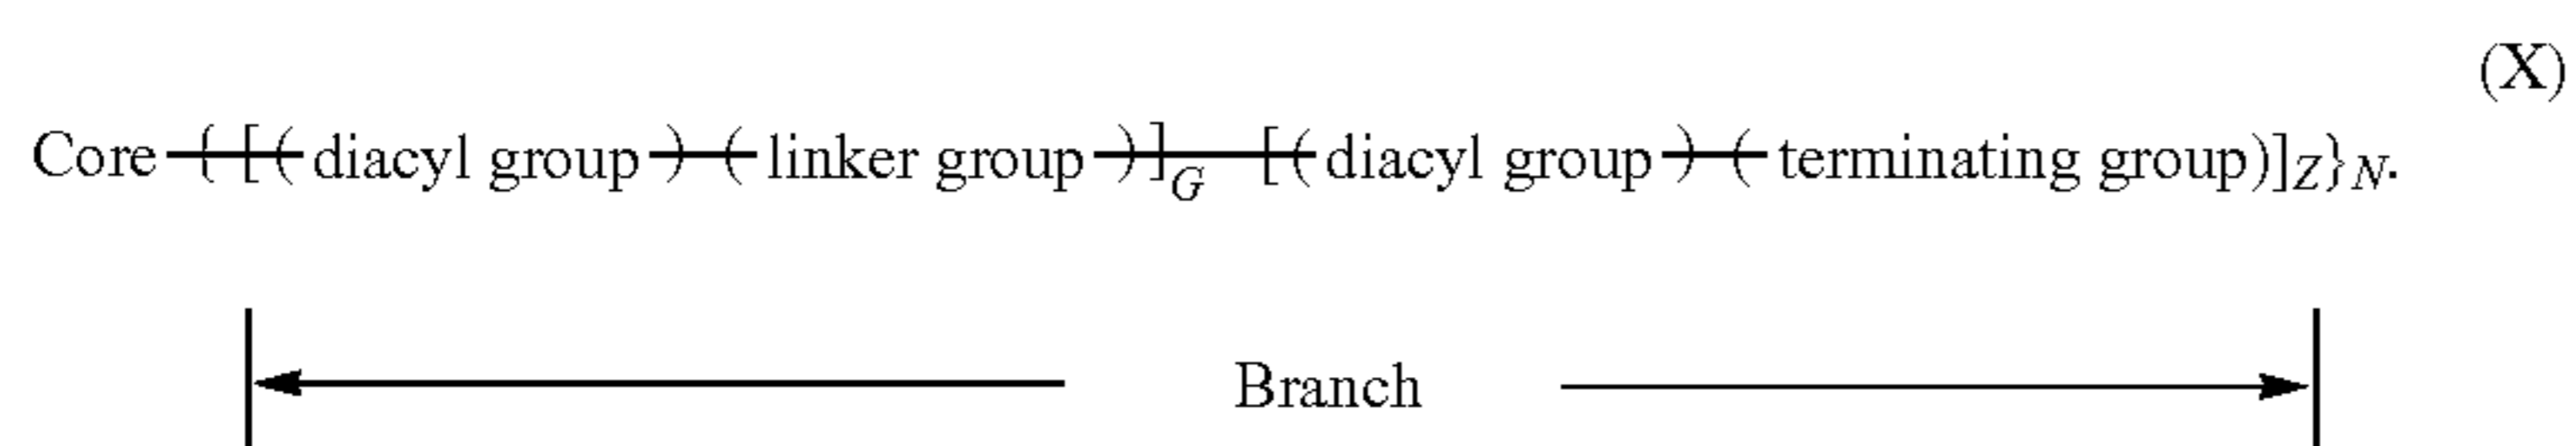 (X)
Core { [ ( diacyl group ) ( linker group ) ]G [ ( diacyl group ) ( terminating group)]Z}N.
Branch